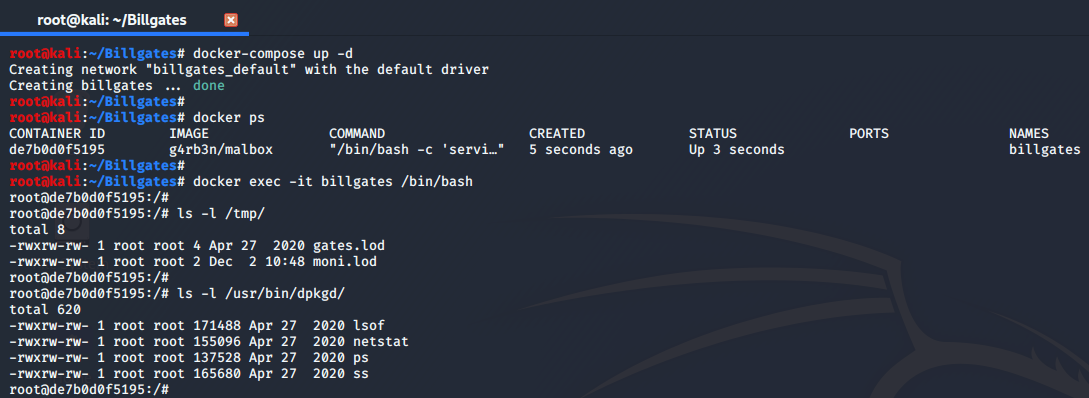 root@kali: ~/Billgates
root@kali:~/Billgates# docker-compose up -d
Creating network "billgates_default" with the default driver
Creating billgates ... done
root@kali:~/Billgates#
root@kali:~/Billgates# docker ps
CONTAINER ID        IMAGE               COMMAND                  CREATED             STATUS              PORTS               NAMES
de7b0d0f5195        g4rb3n/malbox       "/bin/bash -c 'servi…"   5 seconds ago       Up 3 seconds                            billgates
root@kali:~/Billgates#
root@kali:~/Billgates# docker exec -it billgates /bin/bash
root@de7b0d0f5195:/#
root@de7b0d0f5195:/# ls -l /tmp/
total 8
-rwxrw-rw- 1 root root 4 Apr 27  2020 gates.lod
-rwxrw-rw- 1 root root 2 Dec  2 10:48 moni.lod
root@de7b0d0f5195:/#
root@de7b0d0f5195:/# ls -l /usr/bin/dpkgd/
total 620
-rwxrw-rw- 1 root root 171488 Apr 27  2020 lsof
-rwxrw-rw- 1 root root 155096 Apr 27  2020 netstat
-rwxrw-rw- 1 root root 137528 Apr 27  2020 ps
-rwxrw-rw- 1 root root 165680 Apr 27  2020 ss
root@de7b0d0f5195:/#